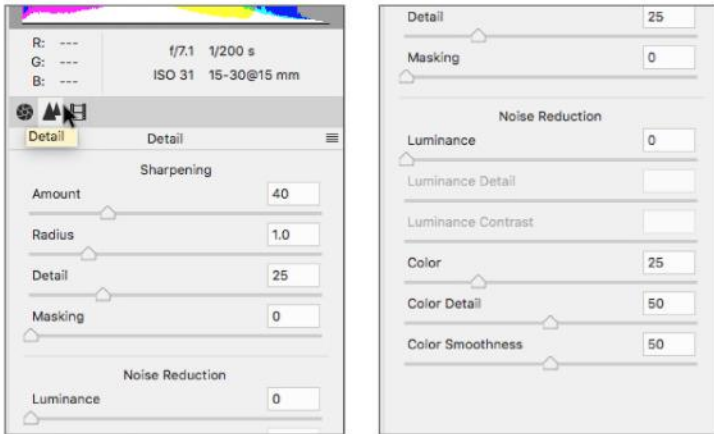 R: ---
G: ---
B: ---
f/7.1 1/200 s
ISO 31 15-30@15 mm
Detail
Detail
Sharpening
Amount 40
Radius 1.0
Detail 25
Masking 0
Noise Reduction
Luminance 0
Detail 25
Masking 0
Noise Reduction
Luminance 0
Luminance Detail
Luminance Contrast
Color 25
Color Detail 50
Color Smoothness 50